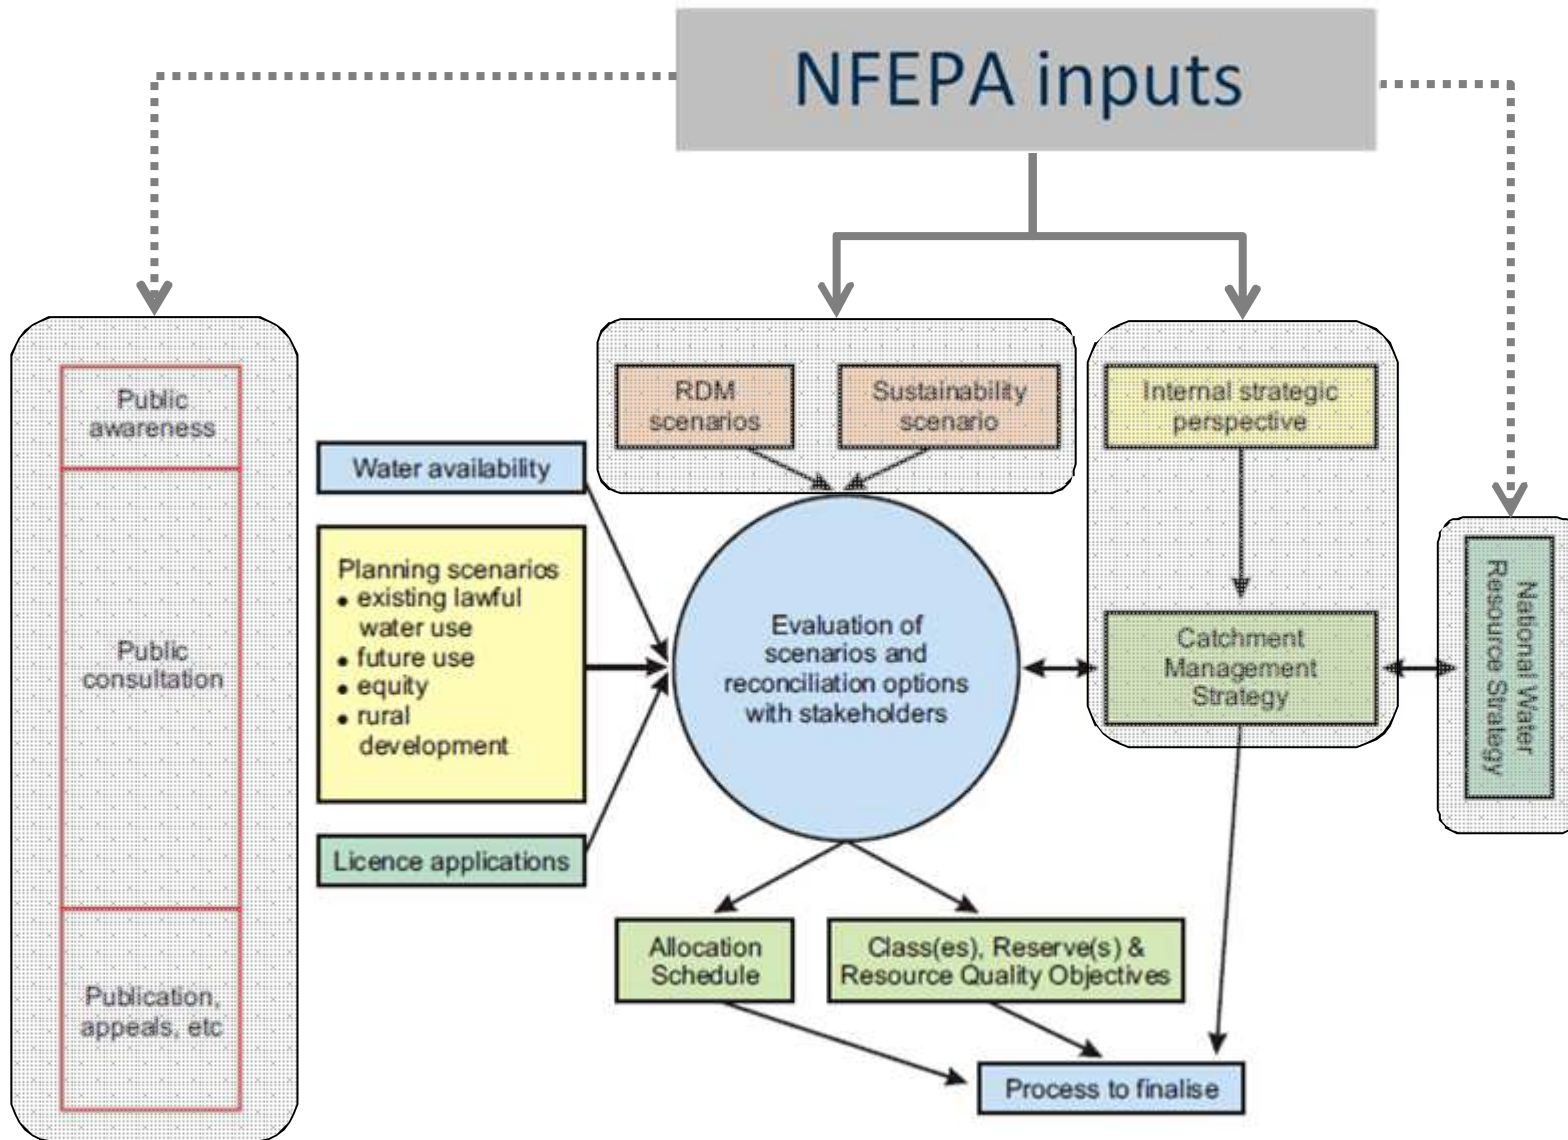 NFEPA inputs
Public
awareness
Public
consultation
Publication,
appeals, etc
Water availability
Planning scenarios
• existing lawful
water use
• future use
• equity
• rural
development
Licence applications
RDM
scenarios
Sustainability
scenario
Evaluation of
scenarios and
reconciliation options
with stakeholders
Internal strategic
perspective
Catchment
Management
Strategy
National Water
Resource Strategy
Allocation
Schedule
Class(es), Reserve(s) &
Resource Quality Objectives
Process to finalise